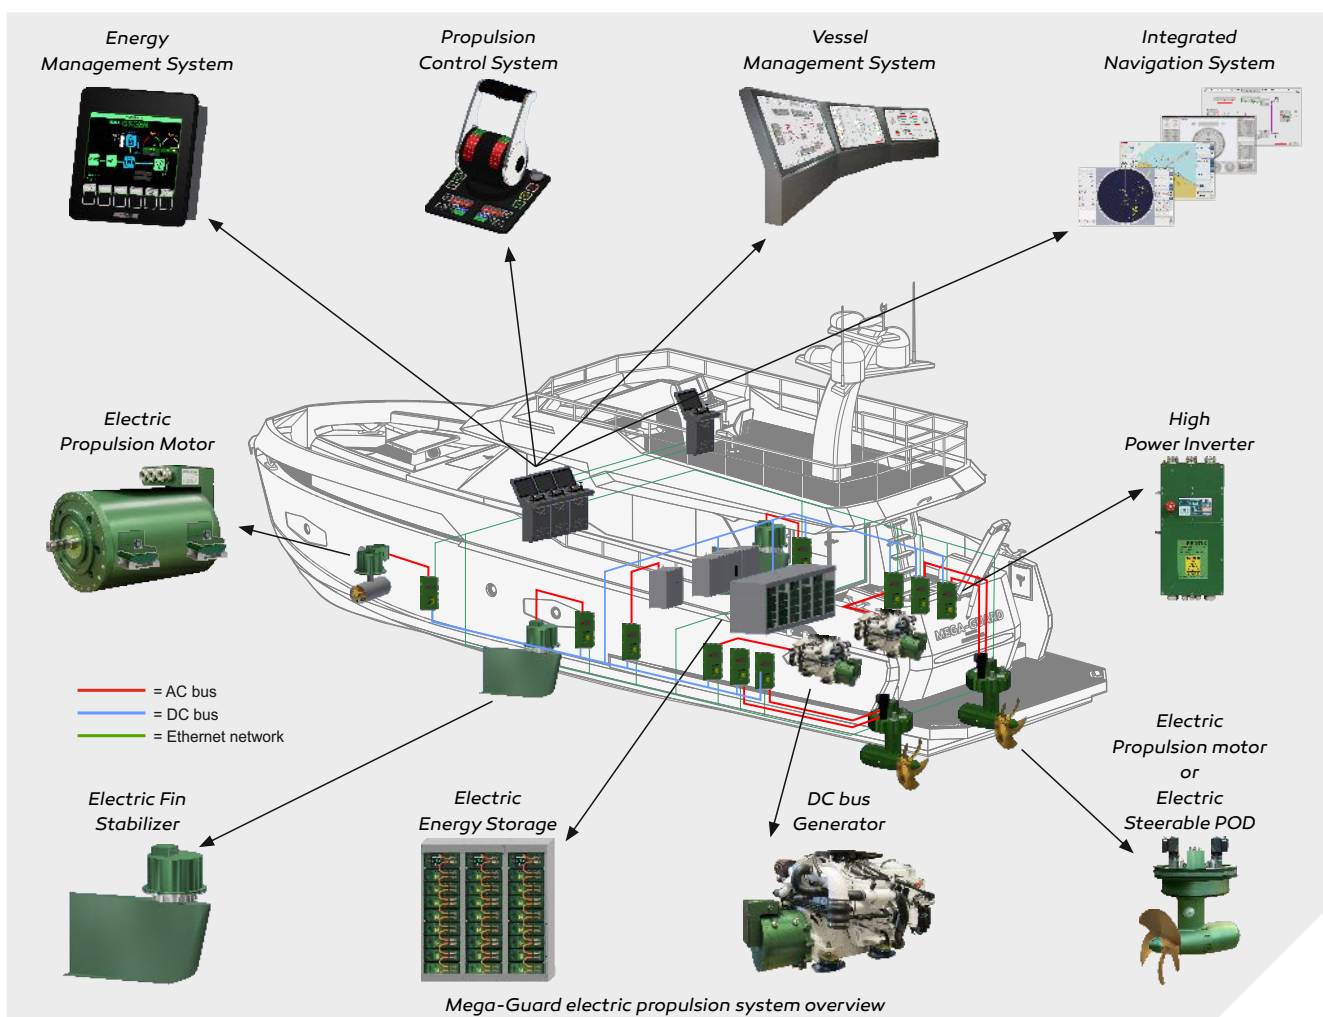 Energy
Management System
Propulsion
Control System
Vessel
Management System
Integrated
Navigation System
Electric
Propulsion Motor
High
Power Inverter
MEGA-GUARD
= AC bus
= DC bus
= Ethernet network
Electric
Propulsion motor
or
Electric
Steerable POD
Electric Fin
Stabilizer
Electric
Energy Storage
DC bus
Generator
Mega-Guard electric propulsion system overview